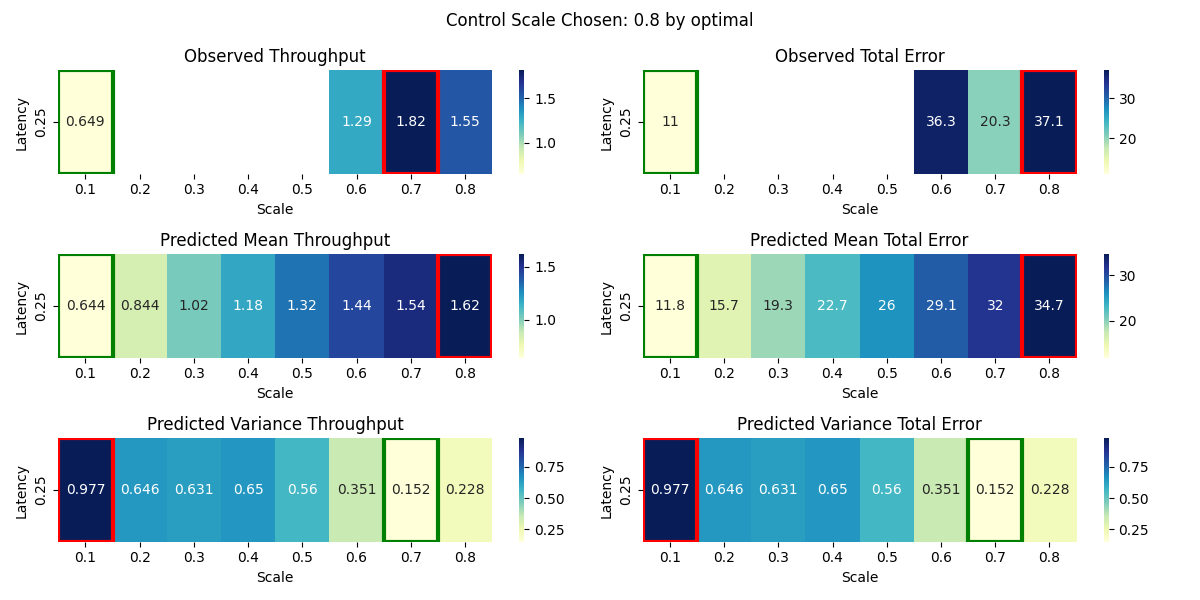 Control Scale Chosen: 0.8 by optimal
Observed Throughput
Latency
0.25
0.649
1.29
1.82
1.55
0.1 0.2 0.3 0.4 0.5 0.6 0.7 0.8
Scale
1.5
1.0
Observed Total Error
Latency
0.25
11
36.3
20.3
37.1
0.1 0.2 0.3 0.4 0.5 0.6 0.7 0.8
Scale
30
20
Predicted Mean Throughput
Latency
0.25
0.644 0.844 1.02 1.18 1.32 1.44 1.54 1.62
0.1 0.2 0.3 0.4 0.5 0.6 0.7 0.8
Scale
1.5
1.0
Predicted Mean Total Error
Latency
0.25
11.8 15.7 19.3 22.7 26 29.1 32 34.7
0.1 0.2 0.3 0.4 0.5 0.6 0.7 0.8
Scale
30
20
Predicted Variance Throughput
Latency
0.25
0.977 0.646 0.631 0.65 0.56 0.351 0.152 0.228
0.1 0.2 0.3 0.4 0.5 0.6 0.7 0.8
Scale
0.75
0.50
0.25
Predicted Variance Total Error
Latency
0.25
0.977 0.646 0.631 0.65 0.56 0.351 0.152 0.228
0.1 0.2 0.3 0.4 0.5 0.6 0.7 0.8
Scale
0.75
0.50
0.25